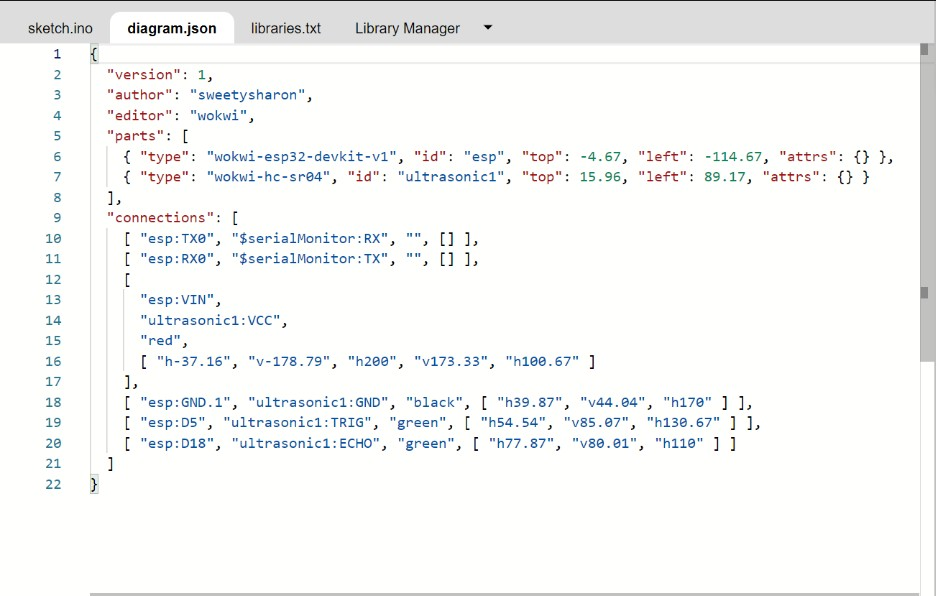 sketch.ino diagram.json libraries.txt Library Manager
1 {
2 "version": 1,
3 "author": "sweetysharon",
4 "editor": "wokwi",
5 "parts": [
6 { "type": "wokwi-esp32-devkit-v1", "id": "esp", "top": -4.67, "left": -114.67, "attrs": {} },
7 { "type": "wokwi-hc-sr04", "id": "ultrasonic1", "top": 15.96, "left": 89.17, "attrs": {} }
8 ],
9 "connections": [
10 [ "esp:TX0", "$serialMonitor:RX", "", [] ],
11 [ "esp:RX0", "$serialMonitor:TX", "", [] ],
12 [
13 "esp:VIN",
14 "ultrasonic1:VCC",
15 "red",
16 [ "h-37.16", "v-178.79", "h200", "v173.33", "h100.67" ]
17 ],
18 [ "esp:GND.1", "ultrasonic1:GND", "black", [ "h39.87", "v44.04", "h170" ] ],
19 [ "esp:D5", "ultrasonic1:TRIG", "green", [ "h54.54", "v85.07", "h130.67" ] ],
20 [ "esp:D18", "ultrasonic1:ECHO", "green", [ "h77.87", "v80.01", "h110" ] ]
21 ]
22 }